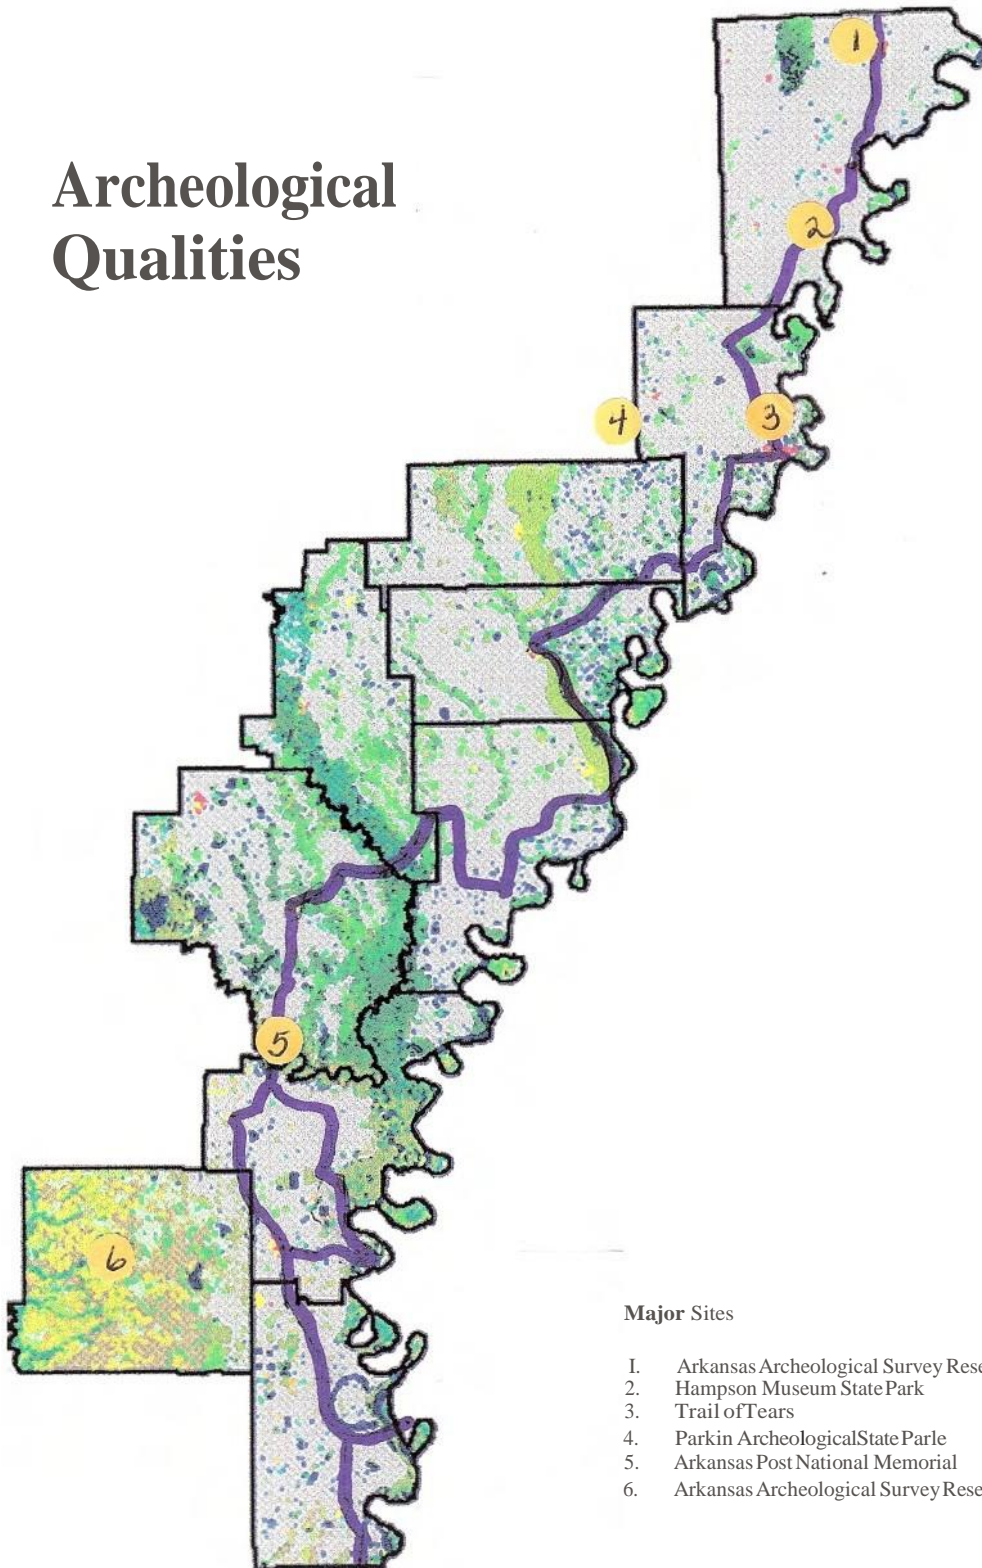 Archeological
Qualities
1
2
3
4
5
6
Major Sites
I. Arkansas Archeological Survey Rese
2. Hampson Museum State Park
3. Trail of Tears
4. Parkin Archeological State Parle
5. Arkansas Post National Memorial
6. Arkansas Archeological Survey Rese